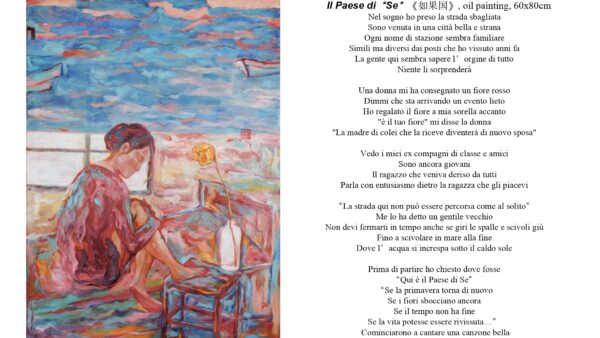 Il Paese di “Se” 《如果国》, oil painting, 60x80cm
Nel sogno ho preso la strada sbagliata
Sono venuta in una città bella e strana
Ogni nome di stazione sembra familiare
Simili ma diversi dai posti che ho vissuto anni fa
La gente qui sembra sapere l’orgine di tutto
Niente li sorprenderà
Una donna mi ha consegnato un fiore rosso
Dimmi che sta arrivando un evento lieto
Ho regalato il fiore a mia sorella accanto
"è il tuo fiore" mi disse la donna
"La madre di colei che la riceve diventerà di nuovo sposa"
Vedo i miei ex compagni di classe e amici
Sono ancora giovani
Il ragazzo che veniva deriso da tutti
Parla con entusiasmo dietro la ragazza che gli piacevi
“La strada qui non può essere percorsa come al solito”
Me lo ha detto un gentile vecchio
Non devi fermarti in tempo anche se giri le spalle e scivoli giù
Fino a scivolare in mare alla fine
Dove l’acqua si increspa sotto il caldo sole
Prima di partire ho chiesto dove fosse
“Qui è il Paese di Se”
“Se la primavera torna di nuovo
Se i fiori sbocciano ancora
Se il tempo non ha fine
Se la vita potesse essere rivissuta…”
Cominciarono a cantare una canzone bella